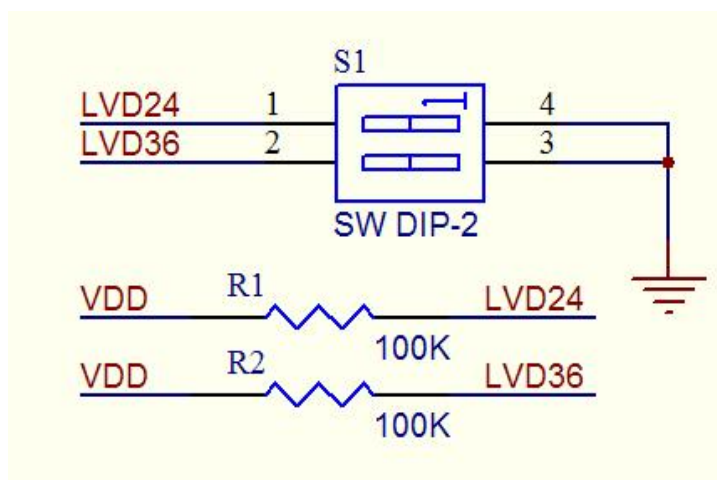 S1
LVD24 1 4
LVD36 2 3
SW DIP-2
VDD R1 LVD24
100K
VDD R2 LVD36
100K